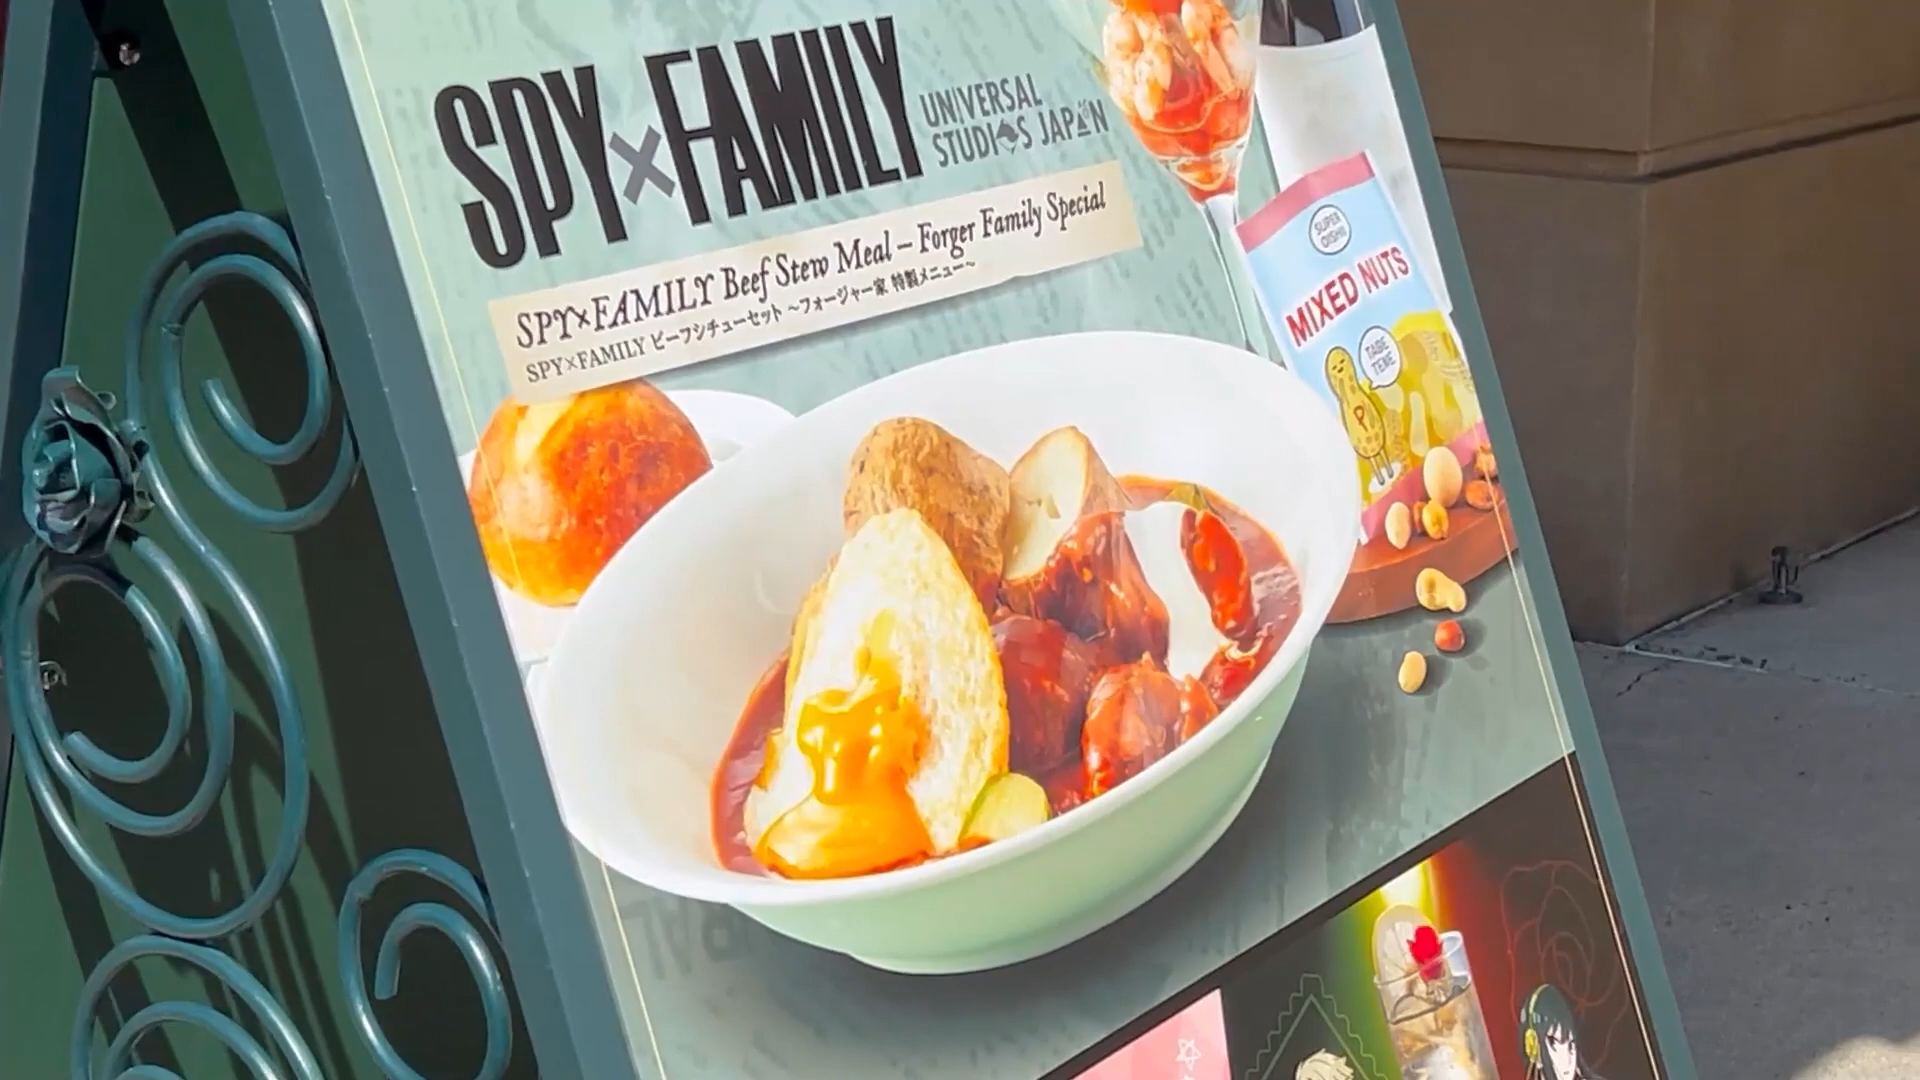 SPY×FAMILY
UNIVERSAL
STUDIOS JAPAN
SPY×FAMILY Beef Stew Meal – Forger Family Special
SPY×FAMILY ビーフシチューセット ～フォージャー家 特製メニュー～
SUPER
OISHII
MIXED NUTS
TABE
TENE
P